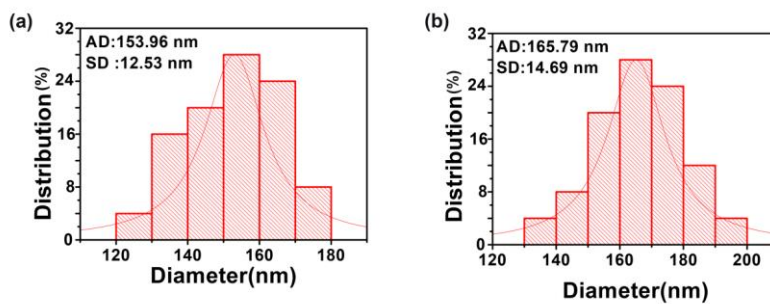 (a)
AD:153.96 nm
SD :12.53 nm
Distribution(%)
32
24
16
8
0
120 140 160 180
Diameter(nm)
(b)
AD:165.79 nm
SD:14.69 nm
Distribution(%)
32
24
16
8
0
120 140 160 180 200
Diameter(nm)